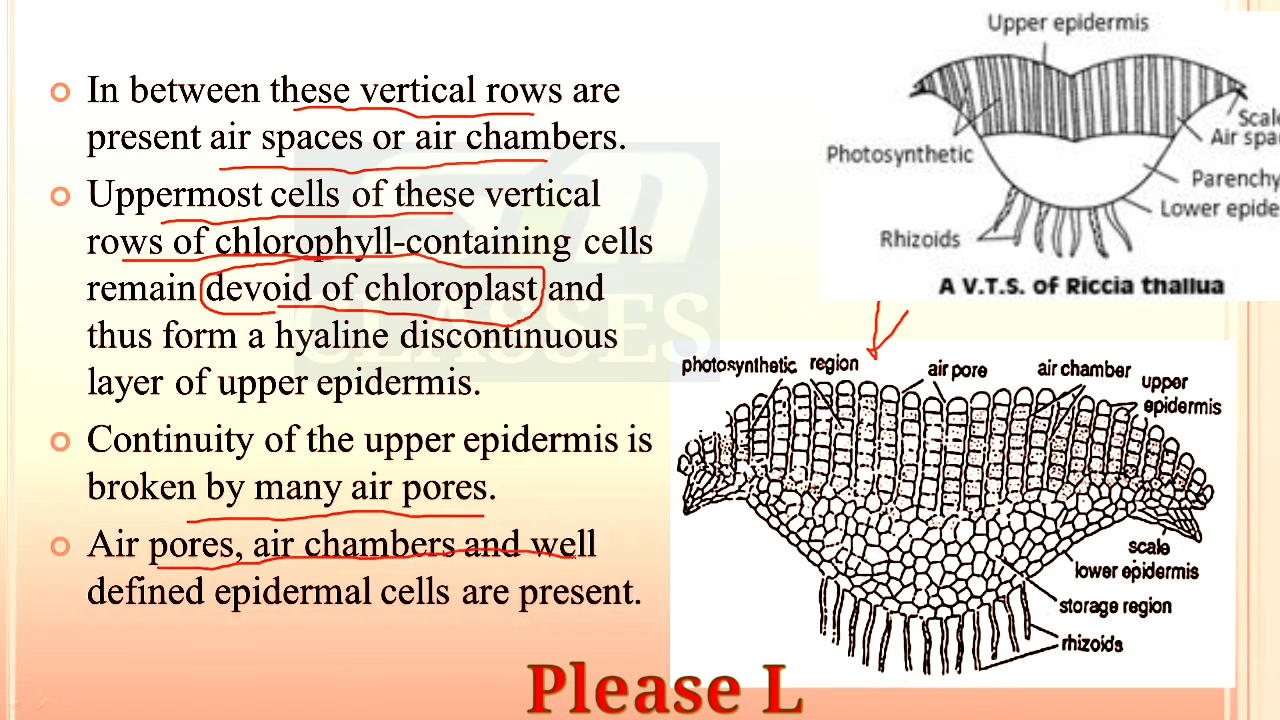 In between these vertical rows are
present air spaces or air chambers.
Uppermost cells of these vertical
rows of chlorophyll-containing cells
remain devoid of chloroplast and
thus form a hyaline discontinuous
layer of upper epidermis.
Continuity of the upper epidermis is
broken by many air pores.
Air pores, air chambers and well
defined epidermal cells are present.
CLASSES
Upper epidermis
Scale
Air spa
Photosynthetic
Parenchy
Lower epide
Rhizoids
A V.T.S. of Riccia thallua
photosynthetic region
air pore
air chamber
upper
epidermis
scale
lower epidermis
storage region
rhizoids
Please L